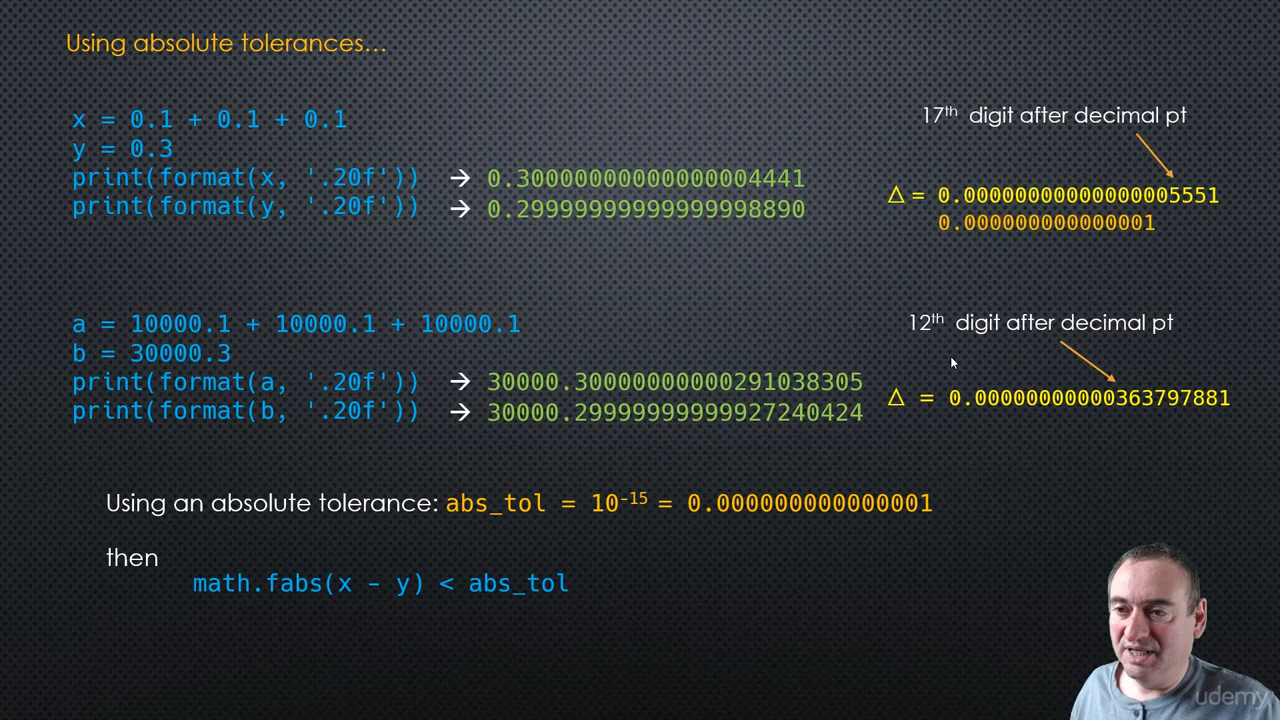 Using absolute tolerances...
x = 0.1 + 0.1 + 0.1
y = 0.3
print(format(x, '.20f')) → 0.30000000000000004441
print(format(y, '.20f')) → 0.29999999999999998890
17th digit after decimal pt
Δ = 0.00000000000000005551
0.000000000000001
a = 10000.1 + 10000.1 + 10000.1
b = 30000.3
print(format(a, '.20f')) → 30000.30000000000291038305
print(format(b, '.20f')) → 30000.29999999999927240424
12th digit after decimal pt
Δ = 0.00000000000363797881
Using an absolute tolerance: abs_tol = 10⁻¹⁵ = 0.000000000000001
then
math.fabs(x – y) < abs_tol
udemy